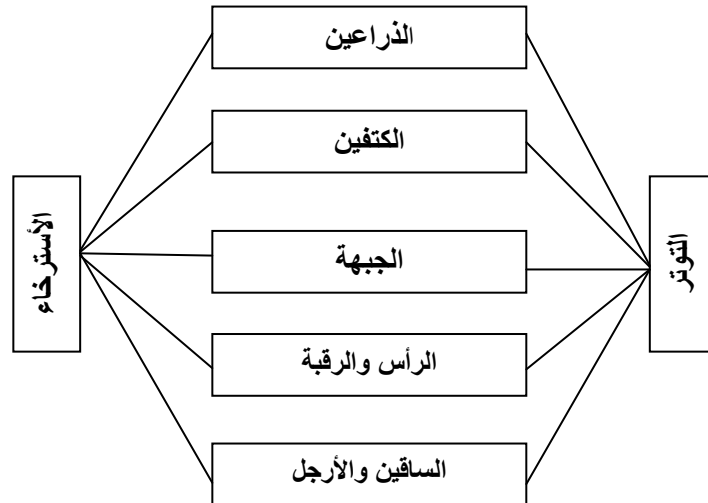 الذراعين
الكتفين
التوتر
الأسترخاء
الجبهة
الرأس والرقبة
الساقين والأرجل